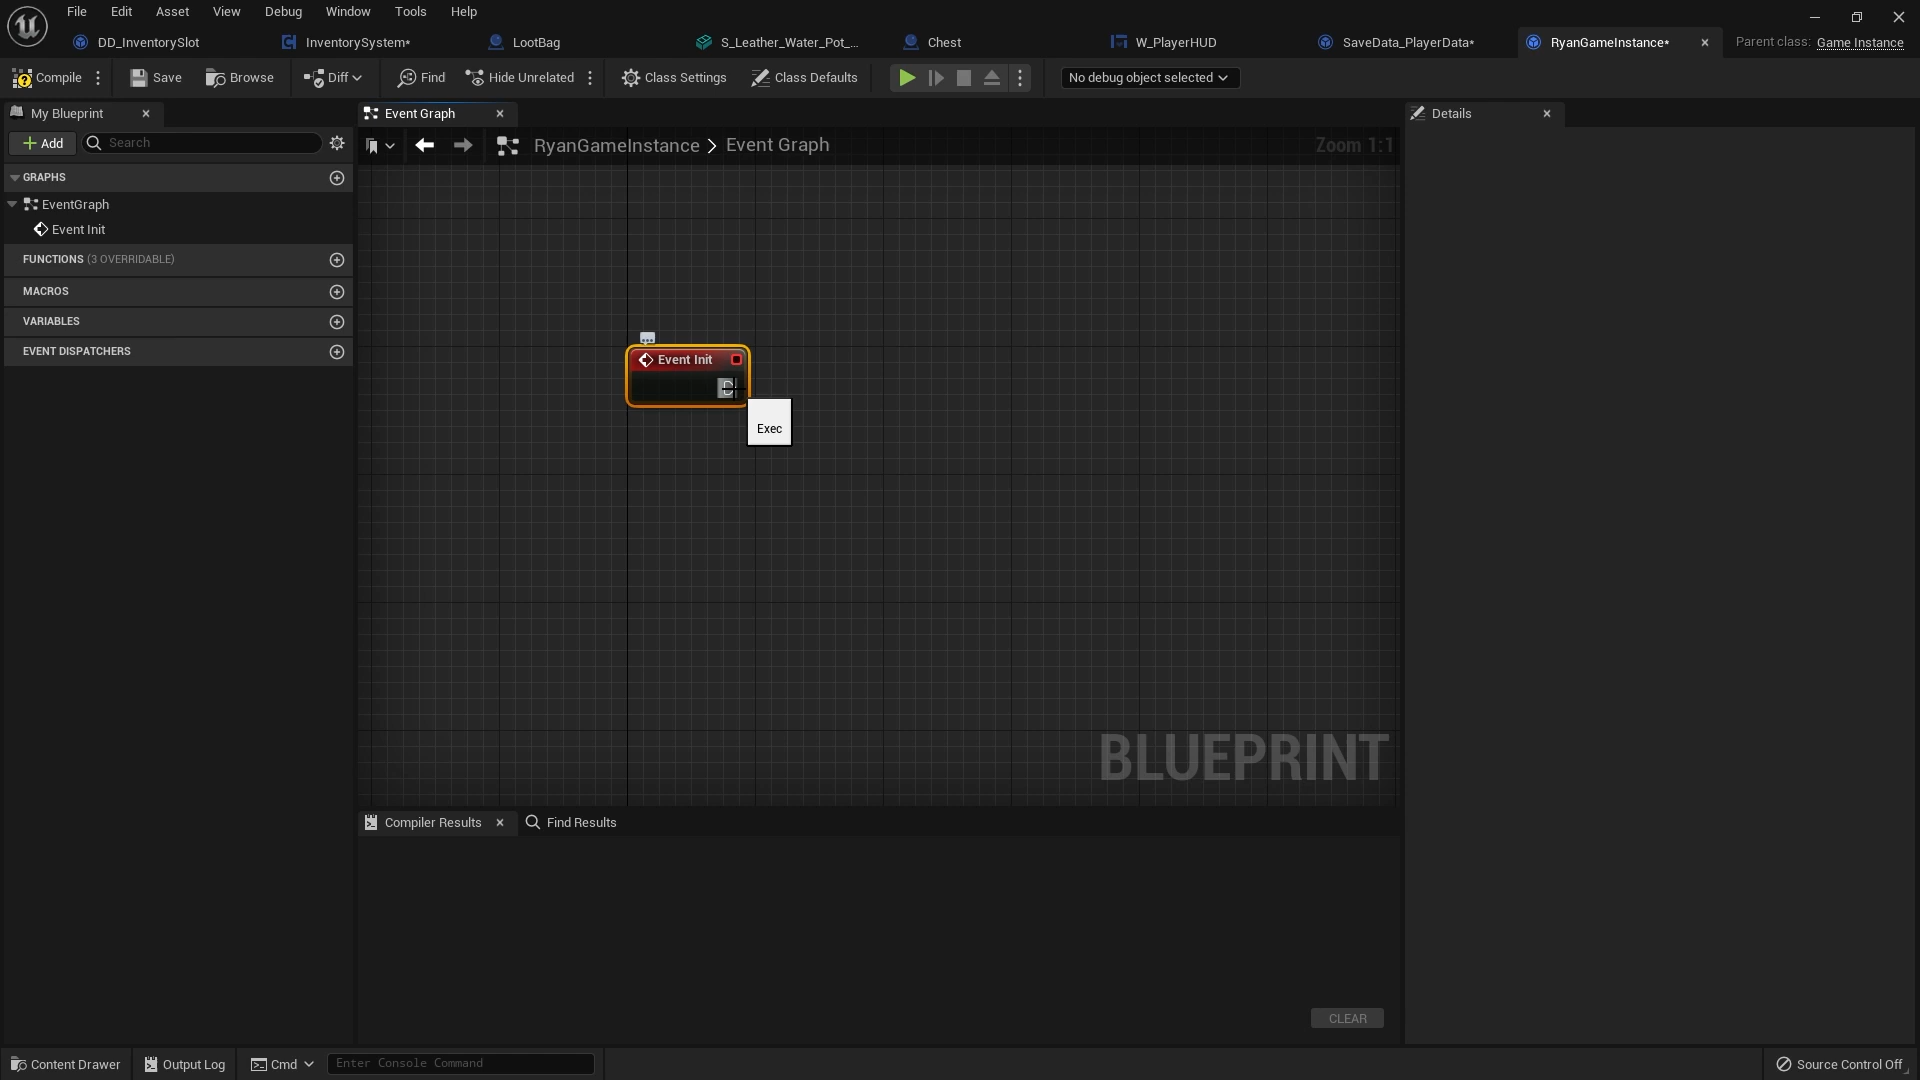 File Edit Asset View Debug Window Tools Help
DD_InventorySlot InventorySystem* LootBag S_Leather_Water_Pot_... Chest W_PlayerHUD SaveData_PlayerData* RyanGameInstance* Parent class: Game Instance
Compile Save Browse Diff Find Hide Unrelated Class Settings Class Defaults No debug object selected
My Blueprint
Add Search
GRAPHS
EventGraph
Event Init
FUNCTIONS (3 OVERRIDABLE)
MACROS
VARIABLES
EVENT DISPATCHERS
Event Graph
RyanGameInstance > Event Graph
Zoom 1:1
Event Init
Exec
BLUEPRINT
Compiler Results Find Results
CLEAR
Details
Content Drawer Output Log Cmd Enter Console Command Source Control Off